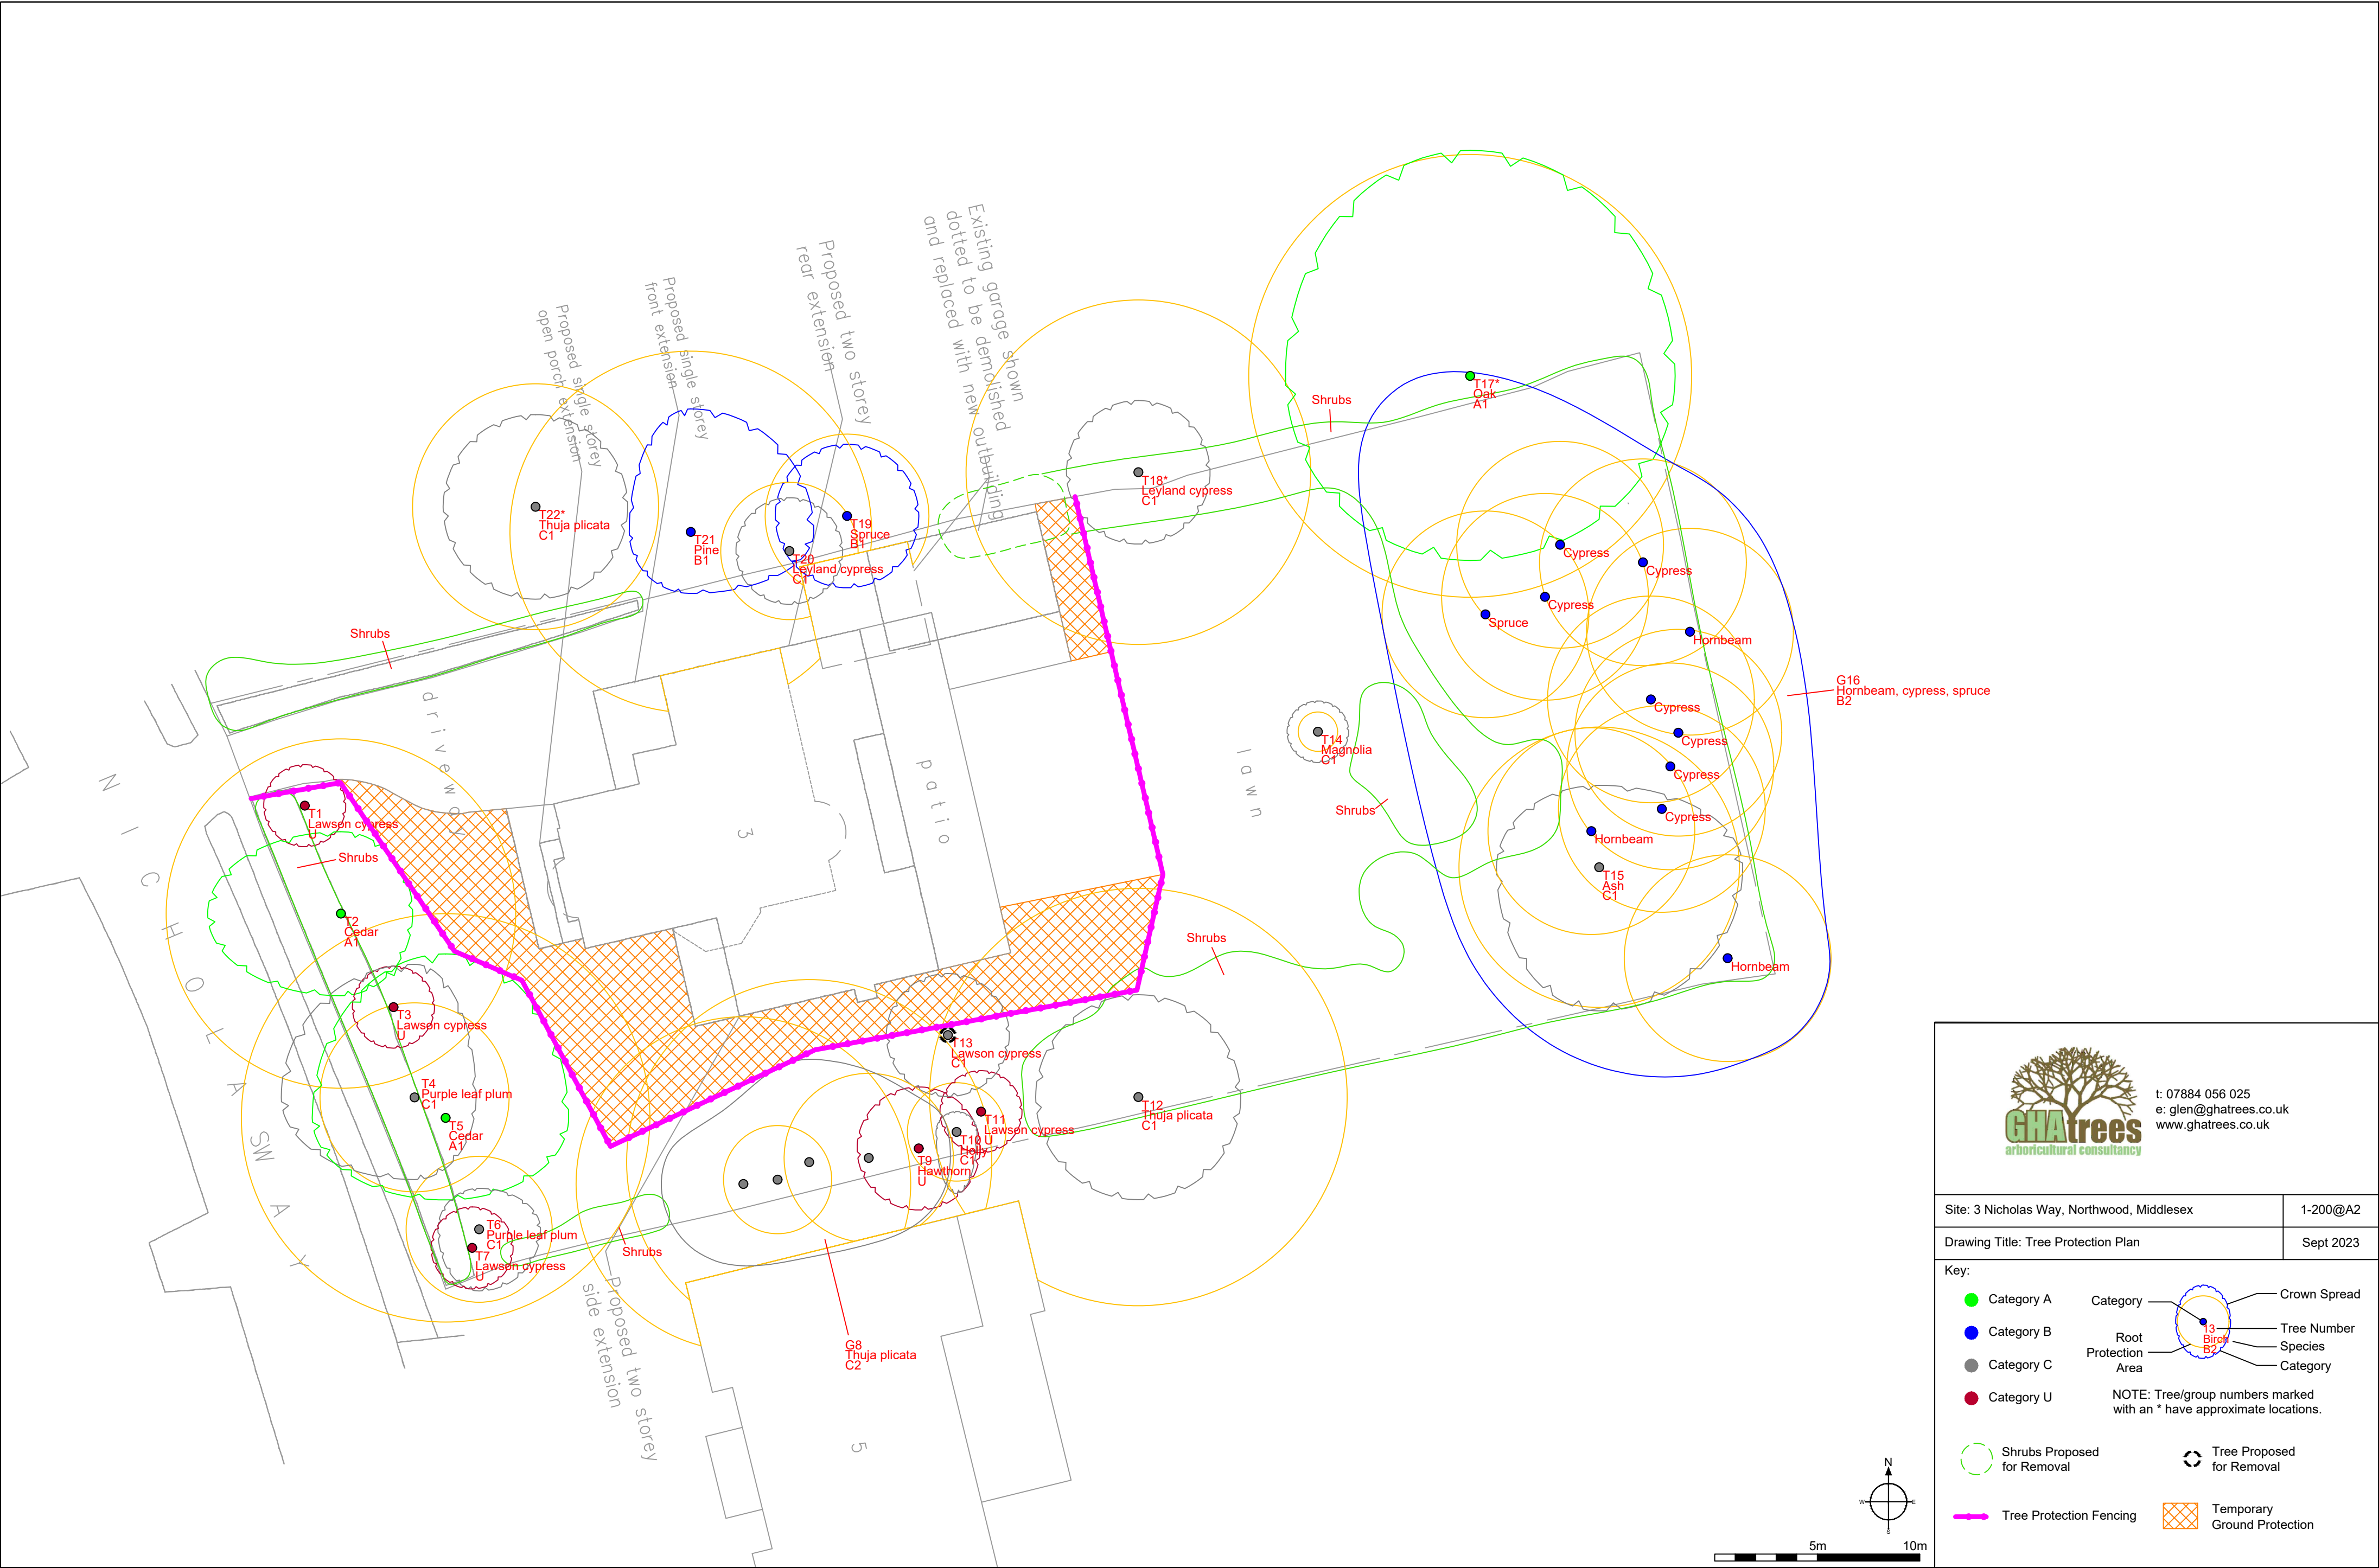 Existing garage shown
dotted to be demolished
and replaced with new outbuilding
Proposed two storey
rear extension
Proposed single storey
front extension
Proposed single storey
open porch extension
T17*
Oak
A1
Shrubs
T18*
Leyland cypress
C1
T22*
Thuja plicata
C1
T21
Pine
B1
T19
Spruce
B1
T20
Leyland cypress
C1
Cypress
Cypress
Cypress
Spruce
Hornbeam
Shrubs
G16
Hornbeam, cypress, spruce
B2
Cypress
Cypress
Cypress
Cypress
Hornbeam
T14
Magnolia
C1
Shrubs
T15
Ash
C1
Hornbeam
driveway
patio
lawn
3
NICHOLAS WAY
T1
Lawson cypress
U
Shrubs
T2
Cedar
A1
T3
Lawson cypress
U
T4
Purple leaf plum
C1
T5
Cedar
A1
T6
Purple leaf plum
C1
T7
Lawson cypress
U
Shrubs
Shrubs
T13
Lawson cypress
C1
T11
Lawson cypress
U
T10
Holly
C1
T9
Hawthorn
U
T12
Thuja plicata
C1
Proposed two storey
side extension
G8
Thuja plicata
C2
5
N
W
E
S
5m
10m
GHAtrees
arboricultural consultancy
t: 07884 056 025
e: glen@ghatrees.co.uk
www.ghatrees.co.uk
Site: 3 Nicholas Way, Northwood, Middlesex
1-200@A2
Drawing Title: Tree Protection Plan
Sept 2023
Key:
Category A
Category B
Category C
Category U
Category
Root
Protection
Area
13
Birch
B2
Crown Spread
Tree Number
Species
Category
NOTE: Tree/group numbers marked
with an * have approximate locations.
Shrubs Proposed
for Removal
Tree Proposed
for Removal
Tree Protection Fencing
Temporary
Ground Protection